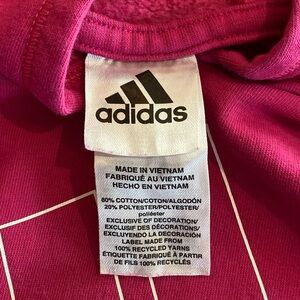 adidas
MADE IN VIETNAM
FABRIQUÉ AU VIETNAM
HECHO EN VIETNAM
80% COTTON/COTON/ALGODÓN
20% POLYESTER/POLYESTER/
poliéster
EXCLUSIVE OF DECORATION/
EXCLUSIF DES DÉCORATIONS/
EXCLUYENDO LA DECORACIÓN
LABEL MADE FROM
100% RECYCLED YARNS
ÉTIQUETTE FABRIQUÉ À PARTIR
DE FILS 100% RECYCLÉS